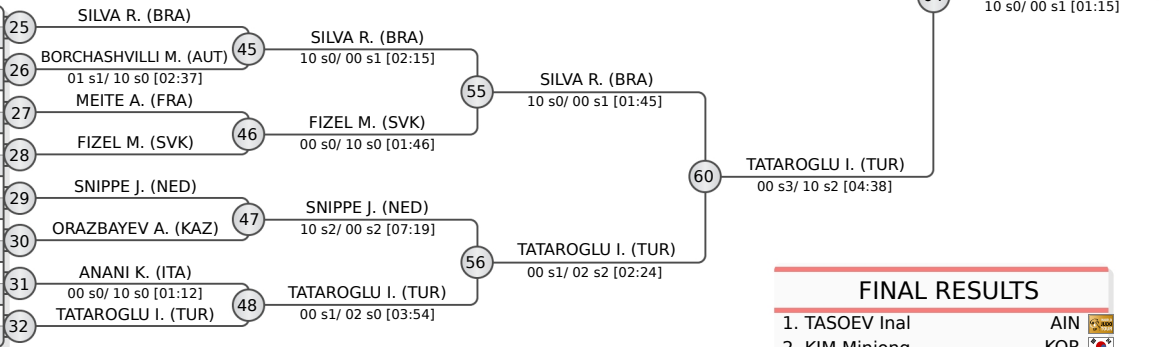 10 s0/ 00 s1 [01:15]
SILVA R. (BRA)
25
SILVA R. (BRA)
45
BORCHASHVILLI M. (AUT)
10 s0/ 00 s1 [02:15]
26
01 s1/ 10 s0 [02:37]
SILVA R. (BRA)
55
10 s0/ 00 s1 [01:45]
MEITE A. (FRA)
27
FIZEL M. (SVK)
46
FIZEL M. (SVK)
00 s0/ 10 s0 [01:46]
28
TATAROGLU I. (TUR)
60
00 s3/ 10 s2 [04:38]
SNIPPE J. (NED)
29
SNIPPE J. (NED)
47
ORAZBAYEV A. (KAZ)
10 s2/ 00 s2 [07:19]
30
TATAROGLU I. (TUR)
56
00 s1/ 02 s2 [02:24]
ANANI K. (ITA)
31
00 s0/ 10 s0 [01:12]
TATAROGLU I. (TUR)
48
TATAROGLU I. (TUR)
00 s1/ 02 s0 [03:54]
32
FINAL RESULTS
1. TASOEV Inal AIN
2. KIM Minjong KOR